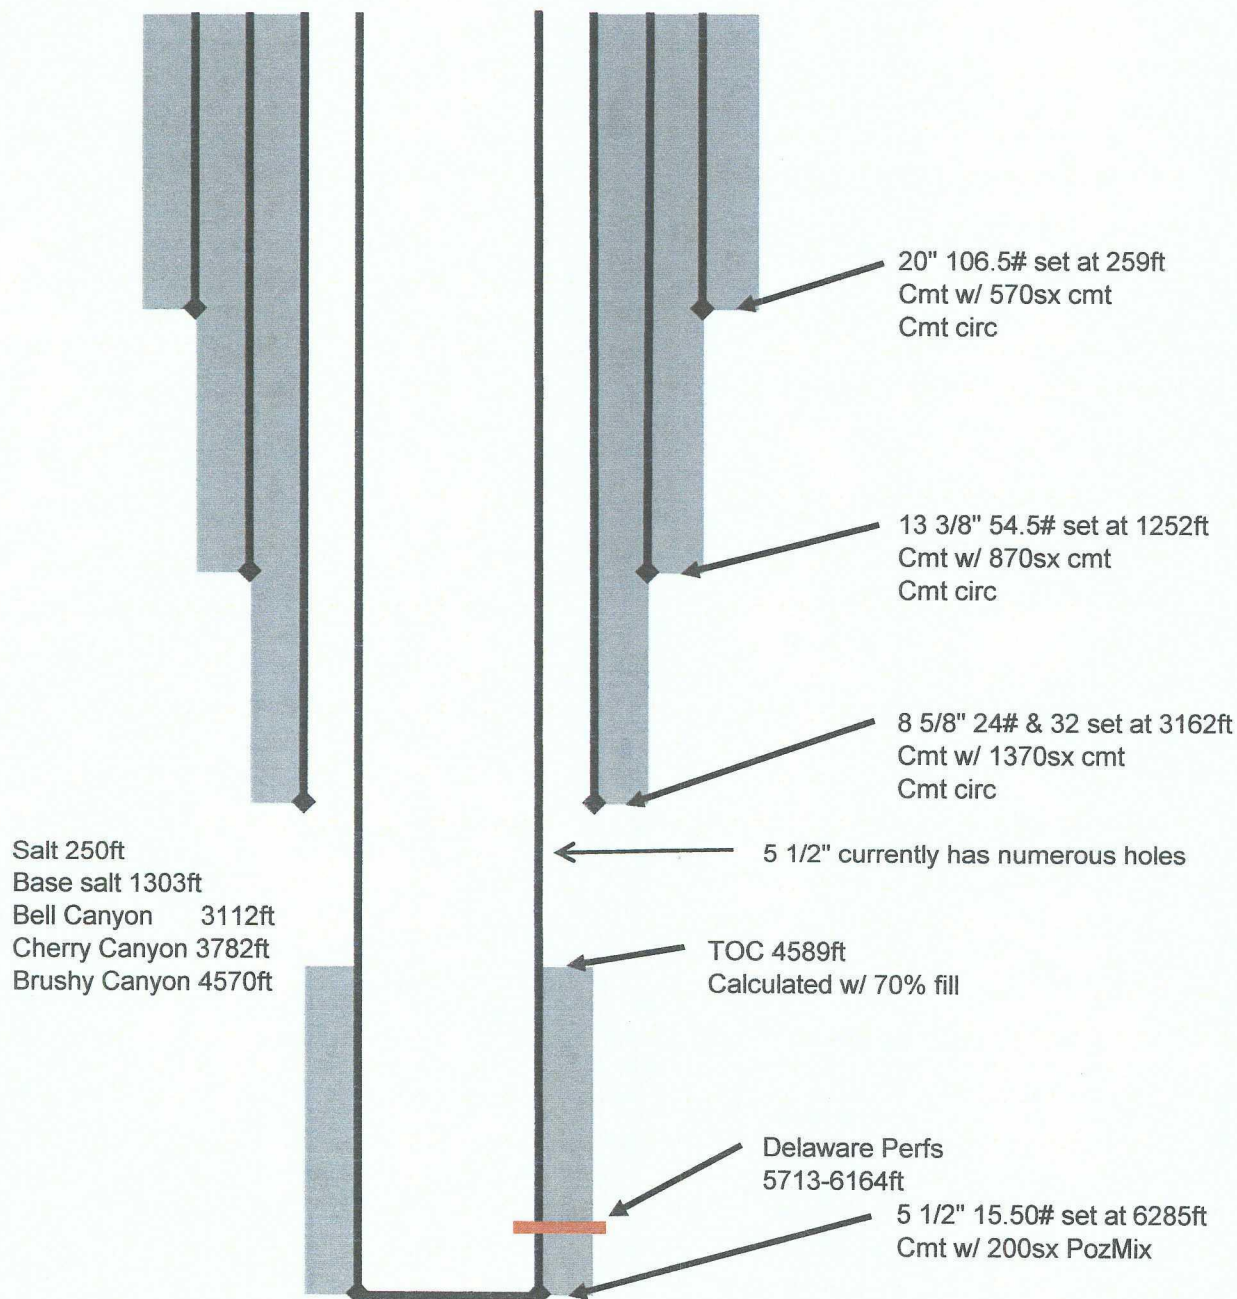 20" 106.5# set at 259ft
Cmt w/ 570sx cmt
Cmt circ
13 3/8" 54.5# set at 1252ft
Cmt w/ 870sx cmt
Cmt circ
8 5/8" 24# & 32 set at 3162ft
Cmt w/ 1370sx cmt
Cmt circ
Salt 250ft
Base salt 1303ft
Bell Canyon 3112ft
Cherry Canyon 3782ft
Brushy Canyon 4570ft
5 1/2" currently has numerous holes
TOC 4589ft
Calculated w/ 70% fill
Delaware Perfs
5713-6164ft
5 1/2" 15.50# set at 6285ft
Cmt w/ 200sx PozMix